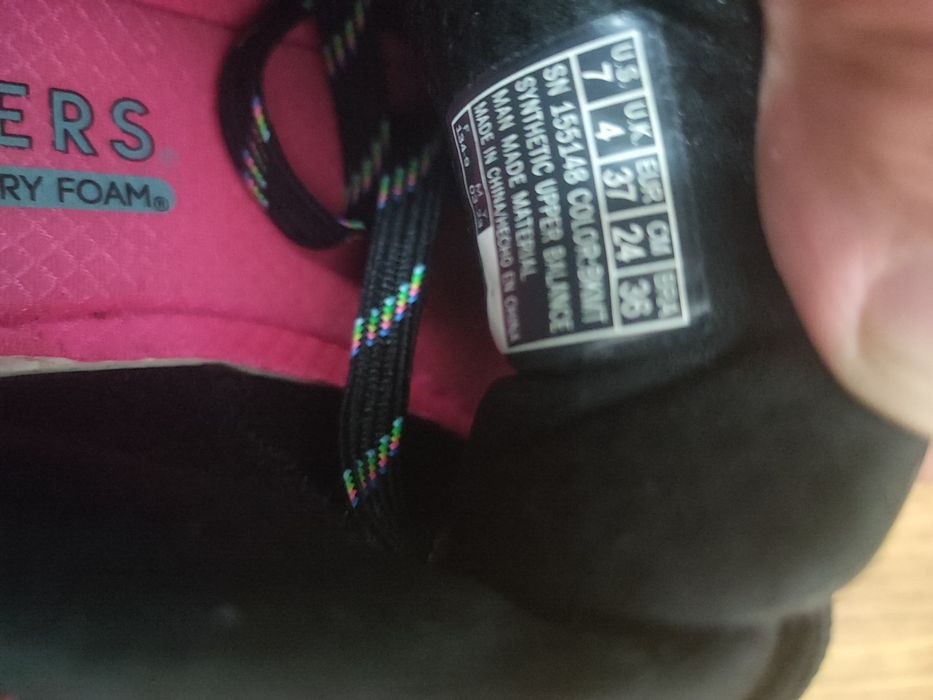 ERS
RY FOAM®
U.S. UK EUR CM BRA
7 4 37 24 36
SN 155148 COLOR:BKMT
SYNTHETIC UPPER BALANCE
MAN MADE MATERIAL
MADE IN CHINA/HECHO EN CHINA